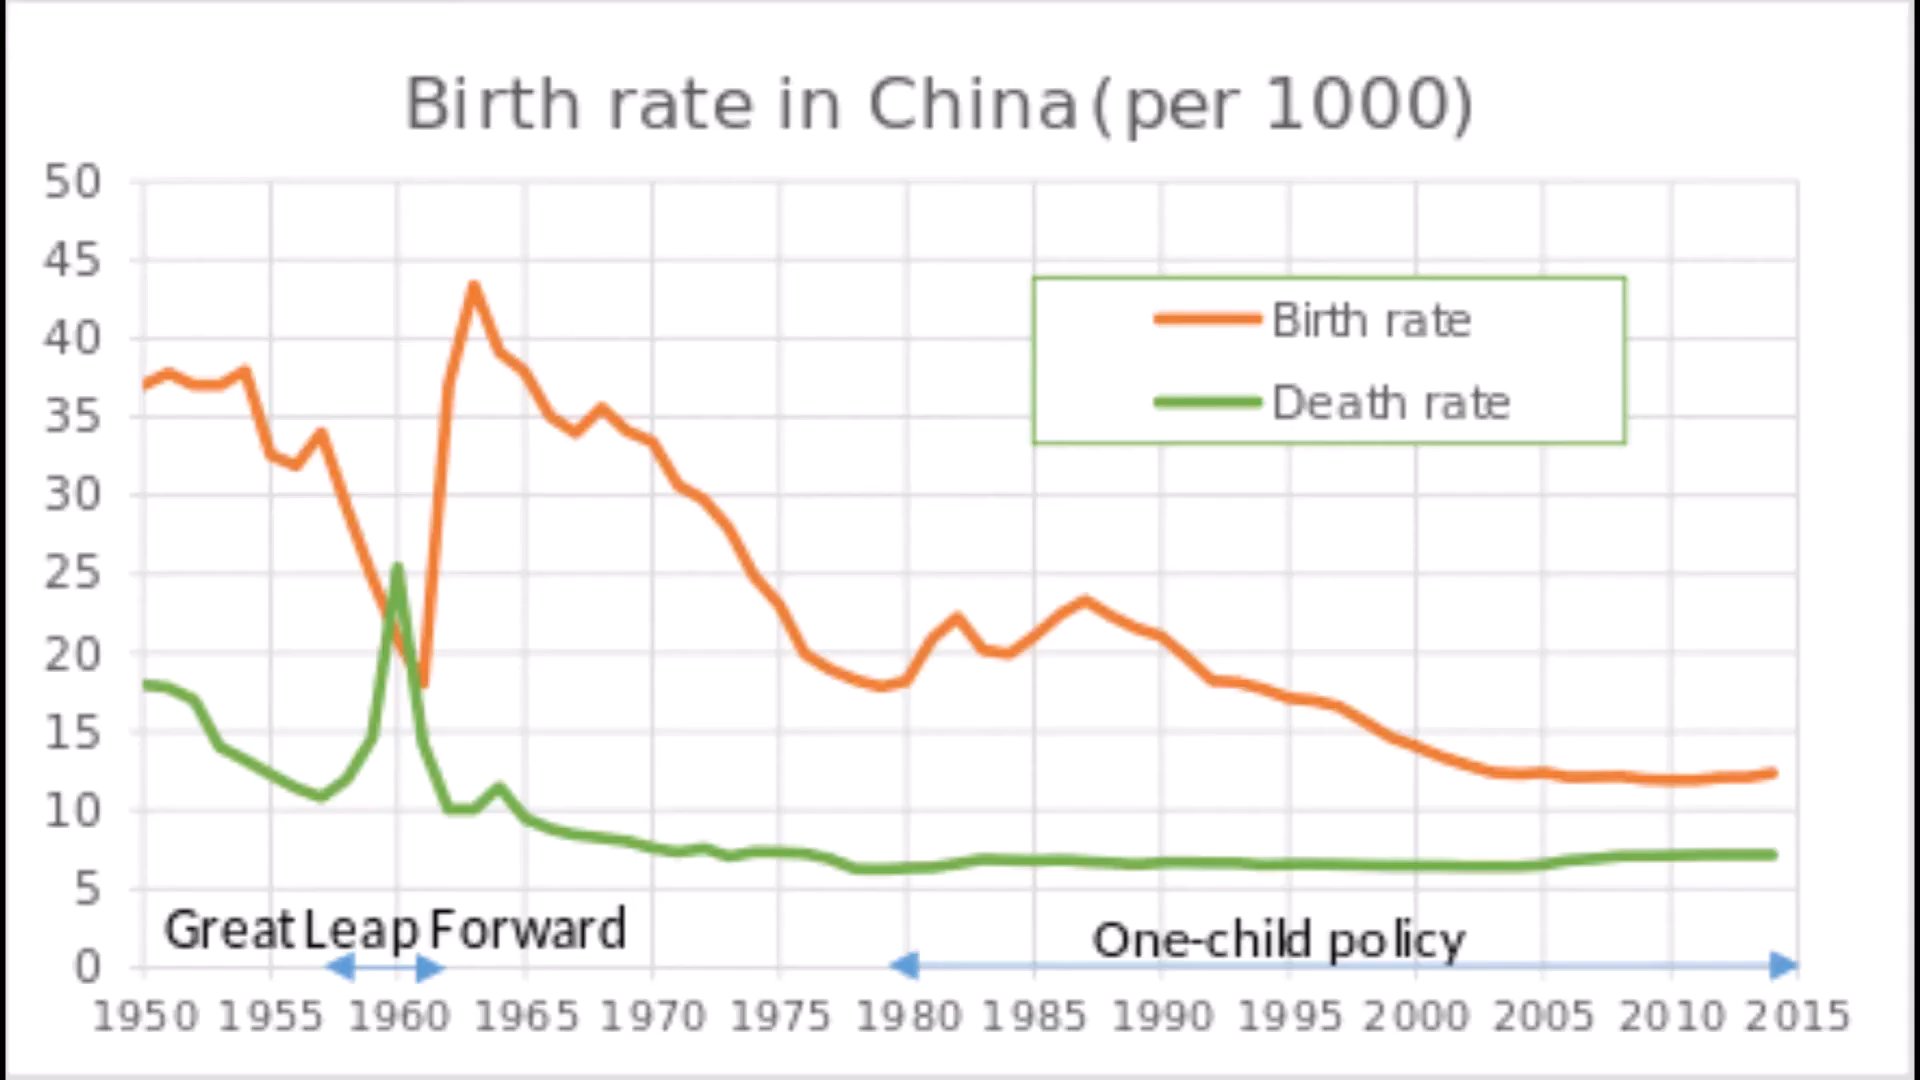 Birth rate in China(per 1000)
50
45
40
35
30
25
20
15
10
5
0
Birth rate
Death rate
Great Leap Forward
One-child policy
1950 1955 1960 1965 1970 1975 1980 1985 1990 1995 2000 2005 2010 2015